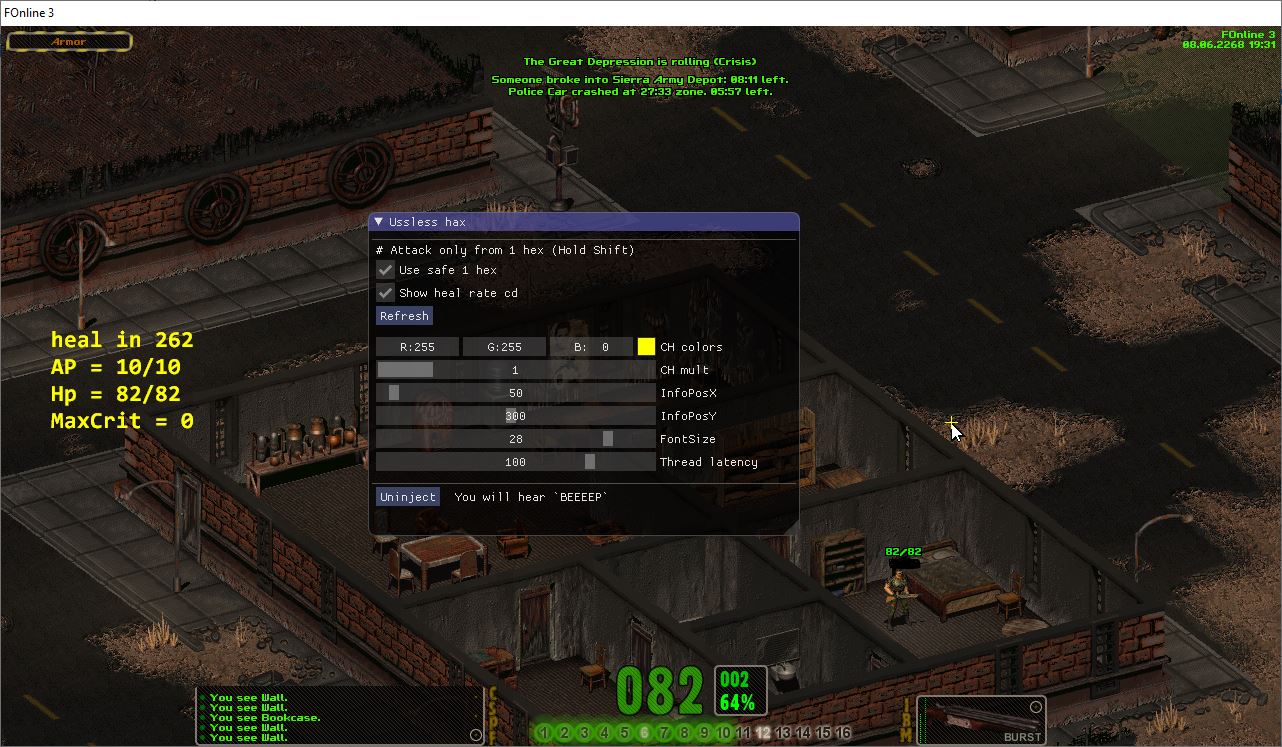 FOnline 3
Armor
FOnline 3
08.06.2268 19:31
The Great Depression is rolling (Crisis)
Someone broke into Sierra Army Depot: 08:11 left.
Police Car crashed at 27:33 zone. 05:57 left.
Ussless hax
# Attack only from 1 hex (Hold Shift)
Use safe 1 hex
Show heal rate cd
Refresh
R:255 G:255 B: 0 CH colors
1 CH mult
50 InfoPosX
300 InfoPosY
28 FontSize
100 Thread latency
Uninject You will hear `BEEEEP`
heal in 262
AP = 10/10
Hp = 82/82
MaxCrit = 0
82/82
You see Wall.
You see Wall.
You see Bookcase.
You see Wall.
You see Wall.
082
002
64%
1 2 3 4 5 6 7 8 9 10 11 12 13 14 15 16
BURST